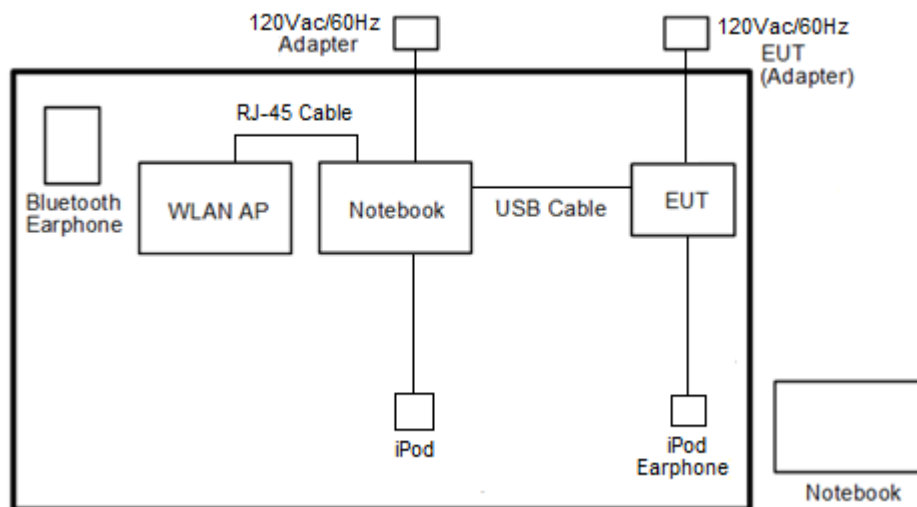 120Vac/60Hz
Adapter
120Vac/60Hz
EUT
(Adapter)
RJ-45 Cable
Bluetooth
Earphone
WLAN AP
Notebook
USB Cable
EUT
iPod
iPod
Earphone
Notebook